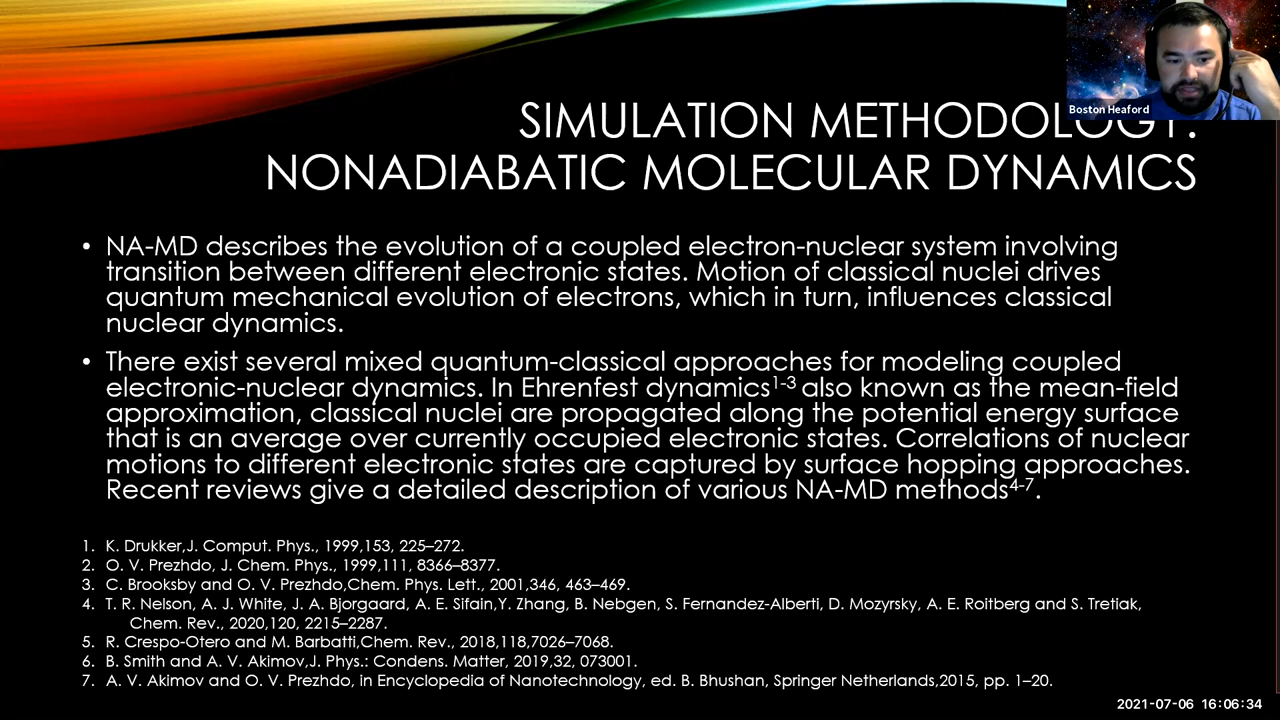 Boston Heaford
SIMULATION METHODOLOGY:
NONADIABATIC MOLECULAR DYNAMICS
• NA-MD describes the evolution of a coupled electron-nuclear system involving
transition between different electronic states. Motion of classical nuclei drives
quantum mechanical evolution of electrons, which in turn, influences classical
nuclear dynamics.
• There exist several mixed quantum-classical approaches for modeling coupled
electronic-nuclear dynamics. In Ehrenfest dynamics1-3 also known as the mean-field
approximation, classical nuclei are propagated along the potential energy surface
that is an average over currently occupied electronic states. Correlations of nuclear
motions to different electronic states are captured by surface hopping approaches.
Recent reviews give a detailed description of various NA-MD methods4-7.
1. K. Drukker,J. Comput. Phys., 1999,153, 225–272.
2. O. V. Prezhdo, J. Chem. Phys., 1999,111, 8366–8377.
3. C. Brooksby and O. V. Prezhdo,Chem. Phys. Lett., 2001,346, 463–469.
4. T. R. Nelson, A. J. White, J. A. Bjorgaard, A. E. Sifain,Y. Zhang, B. Nebgen, S. Fernandez-Alberti, D. Mozyrsky, A. E. Roitberg and S. Tretiak,
Chem. Rev., 2020,120, 2215–2287.
5. R. Crespo-Otero and M. Barbatti,Chem. Rev., 2018,118,7026–7068.
6. B. Smith and A. V. Akimov,J. Phys.: Condens. Matter, 2019,32, 073001.
7. A. V. Akimov and O. V. Prezhdo, in Encyclopedia of Nanotechnology, ed. B. Bhushan, Springer Netherlands,2015, pp. 1–20.
2021-07-06 16:06:34